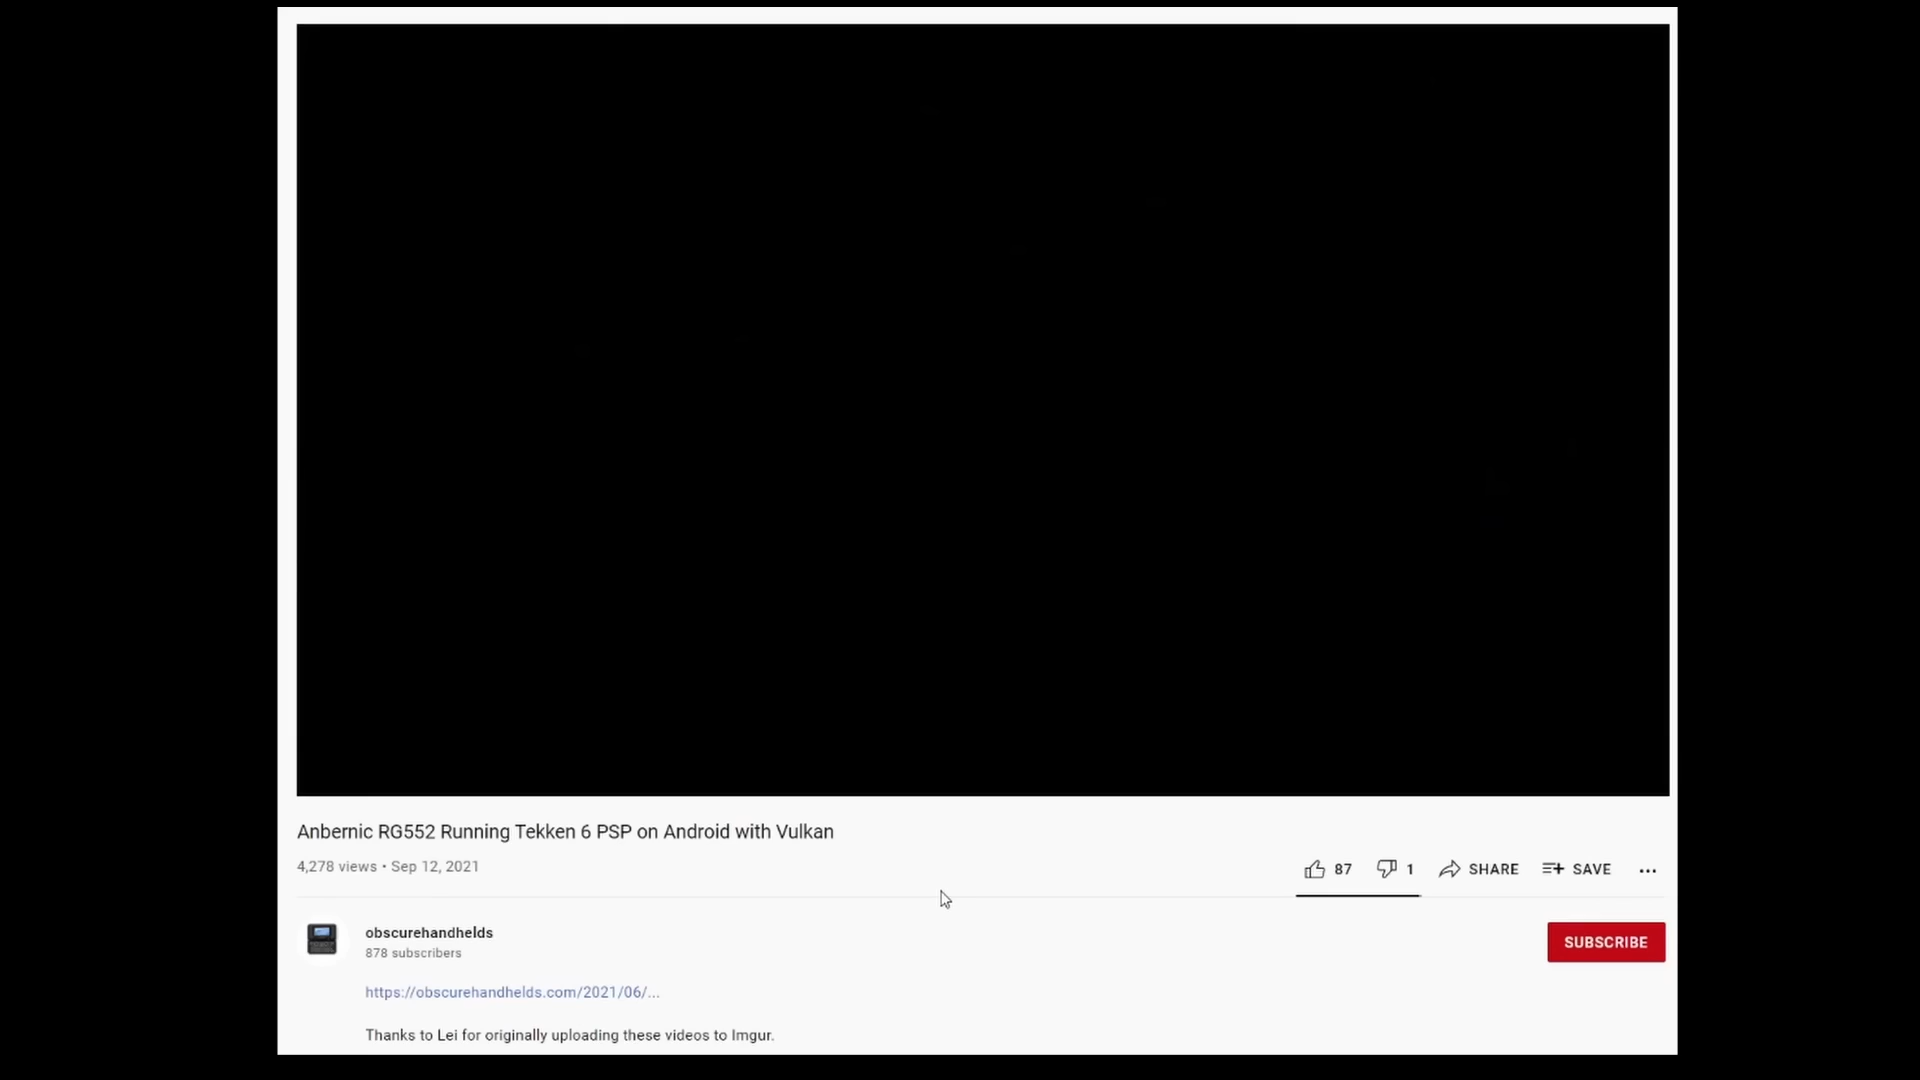 Anbernic RG552 Running Tekken 6 PSP on Android with Vulkan
4,278 views • Sep 12, 2021
87 1 SHARE SAVE ...
obscurehandhelds
878 subscribers
SUBSCRIBE
https://obscurehandhelds.com/2021/06/...
Thanks to Lei for originally uploading these videos to Imgur.